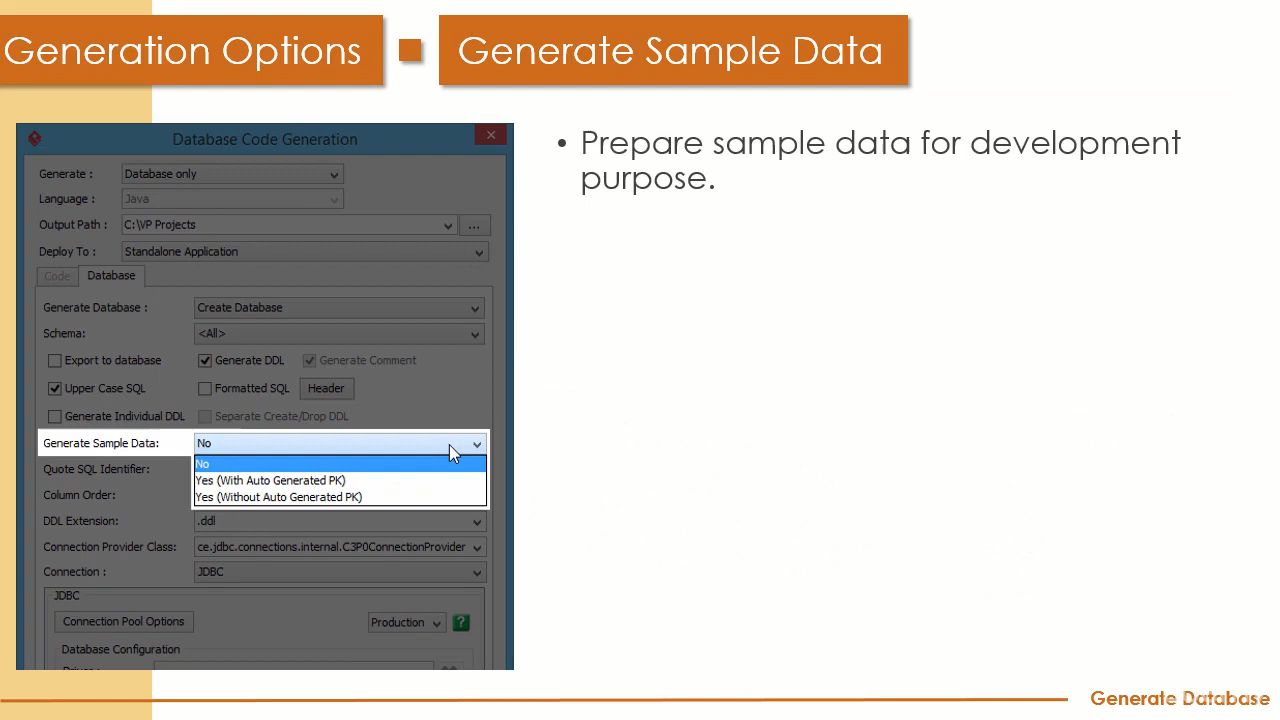 Generation Options
Generate Sample Data
• Prepare sample data for development
purpose.
Database Code Generation
Generate : Database only
Language : Java
Output Path : C:\VP Projects ...
Deploy To : Standalone Application
Code Database
Generate Database : Create Database
Schema: <All>
Export to database Generate DDL Generate Comment
Upper Case SQL Formatted SQL Header
Generate Individual DDL Separate Create/Drop DDL
Generate Sample Data: No
No
Quote SQL Identifier:
Yes (With Auto Generated PK)
Column Order:
Yes (Without Auto Generated PK)
DDL Extension: .ddl
Connection Provider Class: ce.jdbc.connections.internal.C3P0ConnectionProvider
Connection : JDBC
JDBC
Connection Pool Options Production ?
Database Configuration
Generate Database